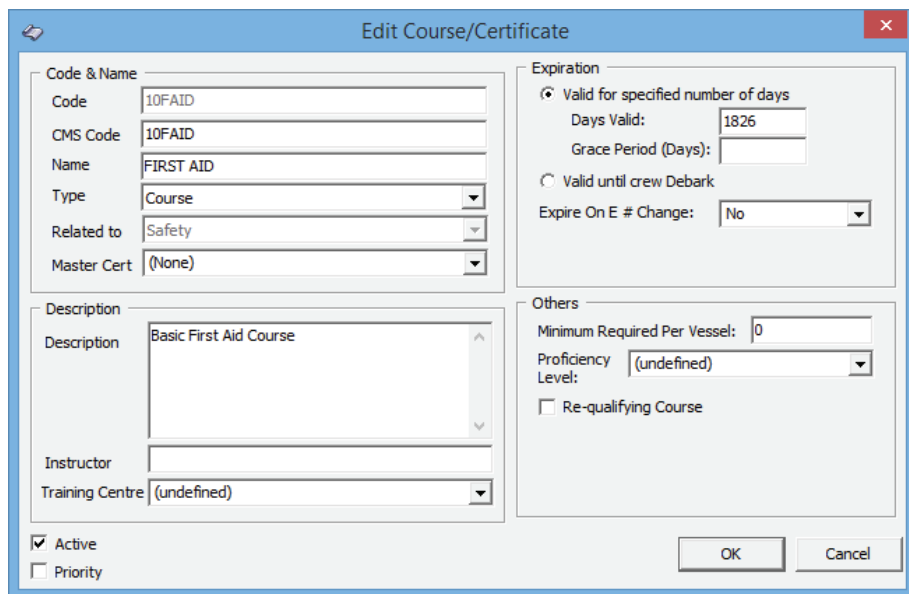 Edit Course/Certificate
Code & Name
Code 10FAID
CMS Code 10FAID
Name FIRST AID
Type Course
Related to Safety
Master Cert (None)
Description
Description Basic First Aid Course
Instructor
Training Centre (undefined)
Active
Priority
Expiration
Valid for specified number of days
Days Valid: 1826
Grace Period (Days):
Valid until crew Debark
Expire On E # Change: No
Others
Minimum Required Per Vessel: 0
Proficiency
Level: (undefined)
Re-qualifying Course
OK Cancel